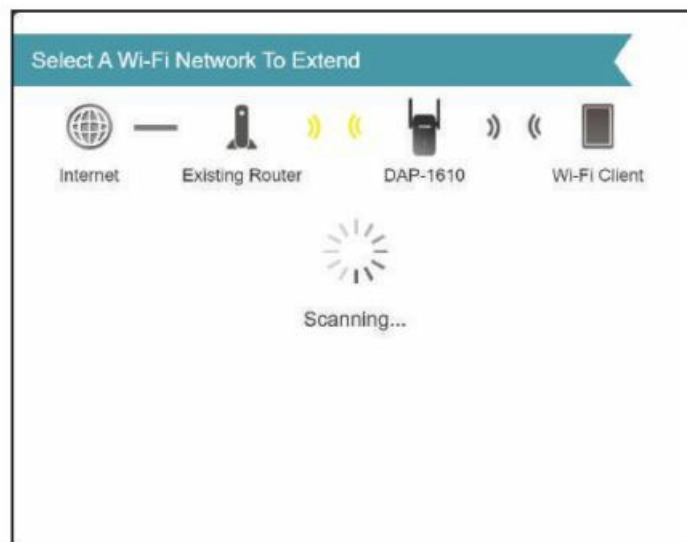 Select A Wi-Fi Network To Extend
Internet Existing Router DAP-1610 Wi-Fi Client
Scanning...